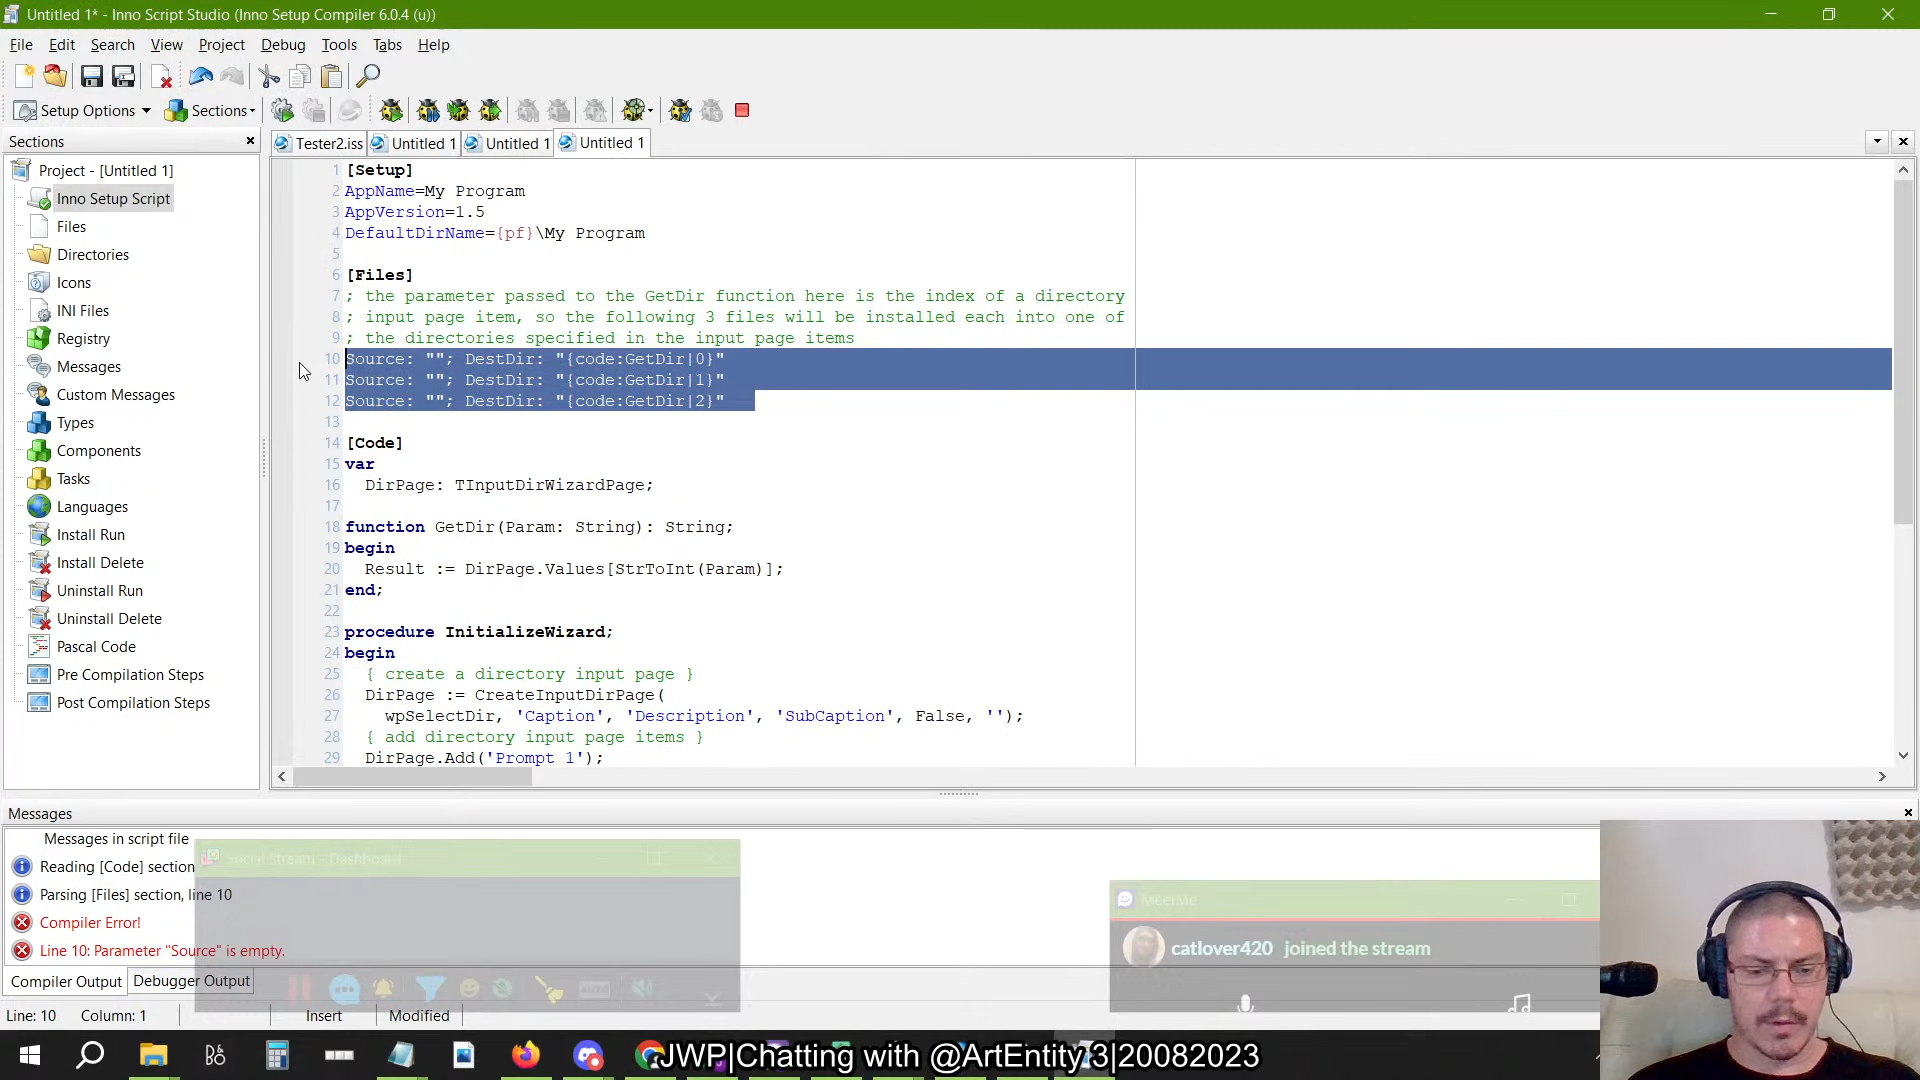 Untitled 1* - Inno Script Studio (Inno Setup Compiler 6.0.4 (u))
File Edit Search View Project Debug Tools Tabs Help
Setup Options Sections
Sections
Tester2.iss Untitled 1 Untitled 1 Untitled 1
Project - [Untitled 1]
Inno Setup Script
Files
Directories
Icons
INI Files
Registry
Messages
Custom Messages
Types
Components
Tasks
Languages
Install Run
Install Delete
Uninstall Run
Uninstall Delete
Pascal Code
Pre Compilation Steps
Post Compilation Steps
1 [Setup]
2 AppName=My Program
3 AppVersion=1.5
4 DefaultDirName={pf}\My Program
5
6 [Files]
7 ; the parameter passed to the GetDir function here is the index of a directory
8 ; input page item, so the following 3 files will be installed each into one of
9 ; the directories specified in the input page items
10 Source: ""; DestDir: "{code:GetDir|0}"
11 Source: ""; DestDir: "{code:GetDir|1}"
12 Source: ""; DestDir: "{code:GetDir|2}"
13
14 [Code]
15 var
16 DirPage: TInputDirWizardPage;
17
18 function GetDir(Param: String): String;
19 begin
20 Result := DirPage.Values[StrToInt(Param)];
21 end;
22
23 procedure InitializeWizard;
24 begin
25 { create a directory input page }
26 DirPage := CreateInputDirPage(
27 wpSelectDir, 'Caption', 'Description', 'SubCaption', False, '');
28 { add directory input page items }
29 DirPage.Add('Prompt 1');
Messages
Messages in script file
Reading [Code] section
Parsing [Files] section, line 10
Compiler Error!
Line 10: Parameter "Source" is empty.
Compiler Output Debugger Output
Social Stream - Dashboard
AUTO
MeetMe
catlover420 joined the stream
Line: 10 Column: 1 Insert Modified
JWP|Chatting with @ArtEntity 3|20082023